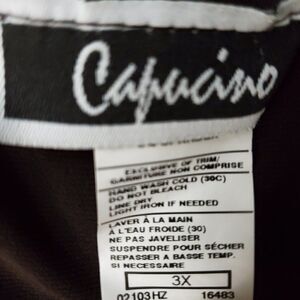 Capucino
EXCLUSIVE OF TRIM/
GARNITURE NON COMPRISE
HAND WASH COLD (30C)
DO NOT BLEACH
LINE DRY
LIGHT IRON IF NEEDED
LAVER À LA MAIN
A L'EAU FROIDE (30)
NE PAS JAVELISER
SUSPENDRE POUR SÉCHER
REPASSER A BASSE TEMP.
SI NECESSAIRE
3X
02103HZ 16483